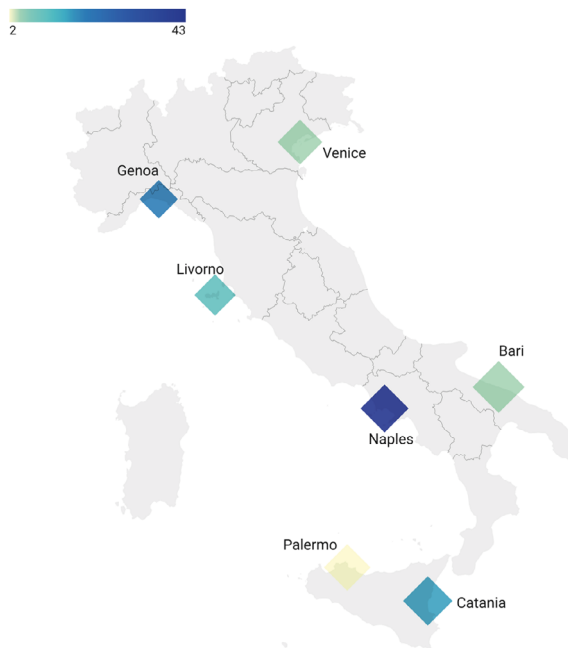 2 43
Venice
Genoa
Livorno
Bari
Naples
Palermo
Catania